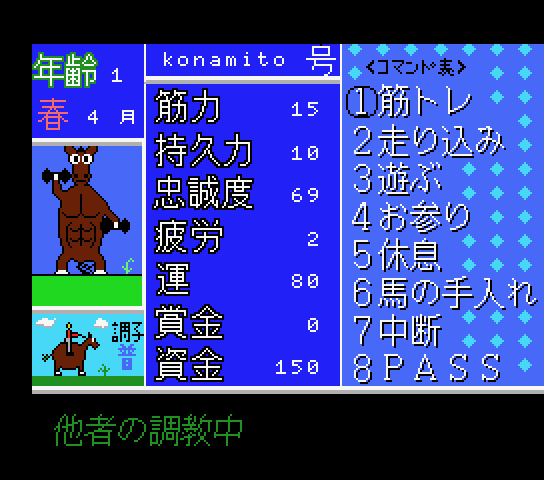 年齢 1
春 4 月
調子
普
konamito 号
筋力 15
持久力 10
忠誠度 69
疲労 2
運 80
賞金 0
資金 150
<コマンド表>
①筋トレ
2走り込み
3遊ぶ
4お参り
5休息
6馬の手入れ
7中断
8PASS
他者の調教中